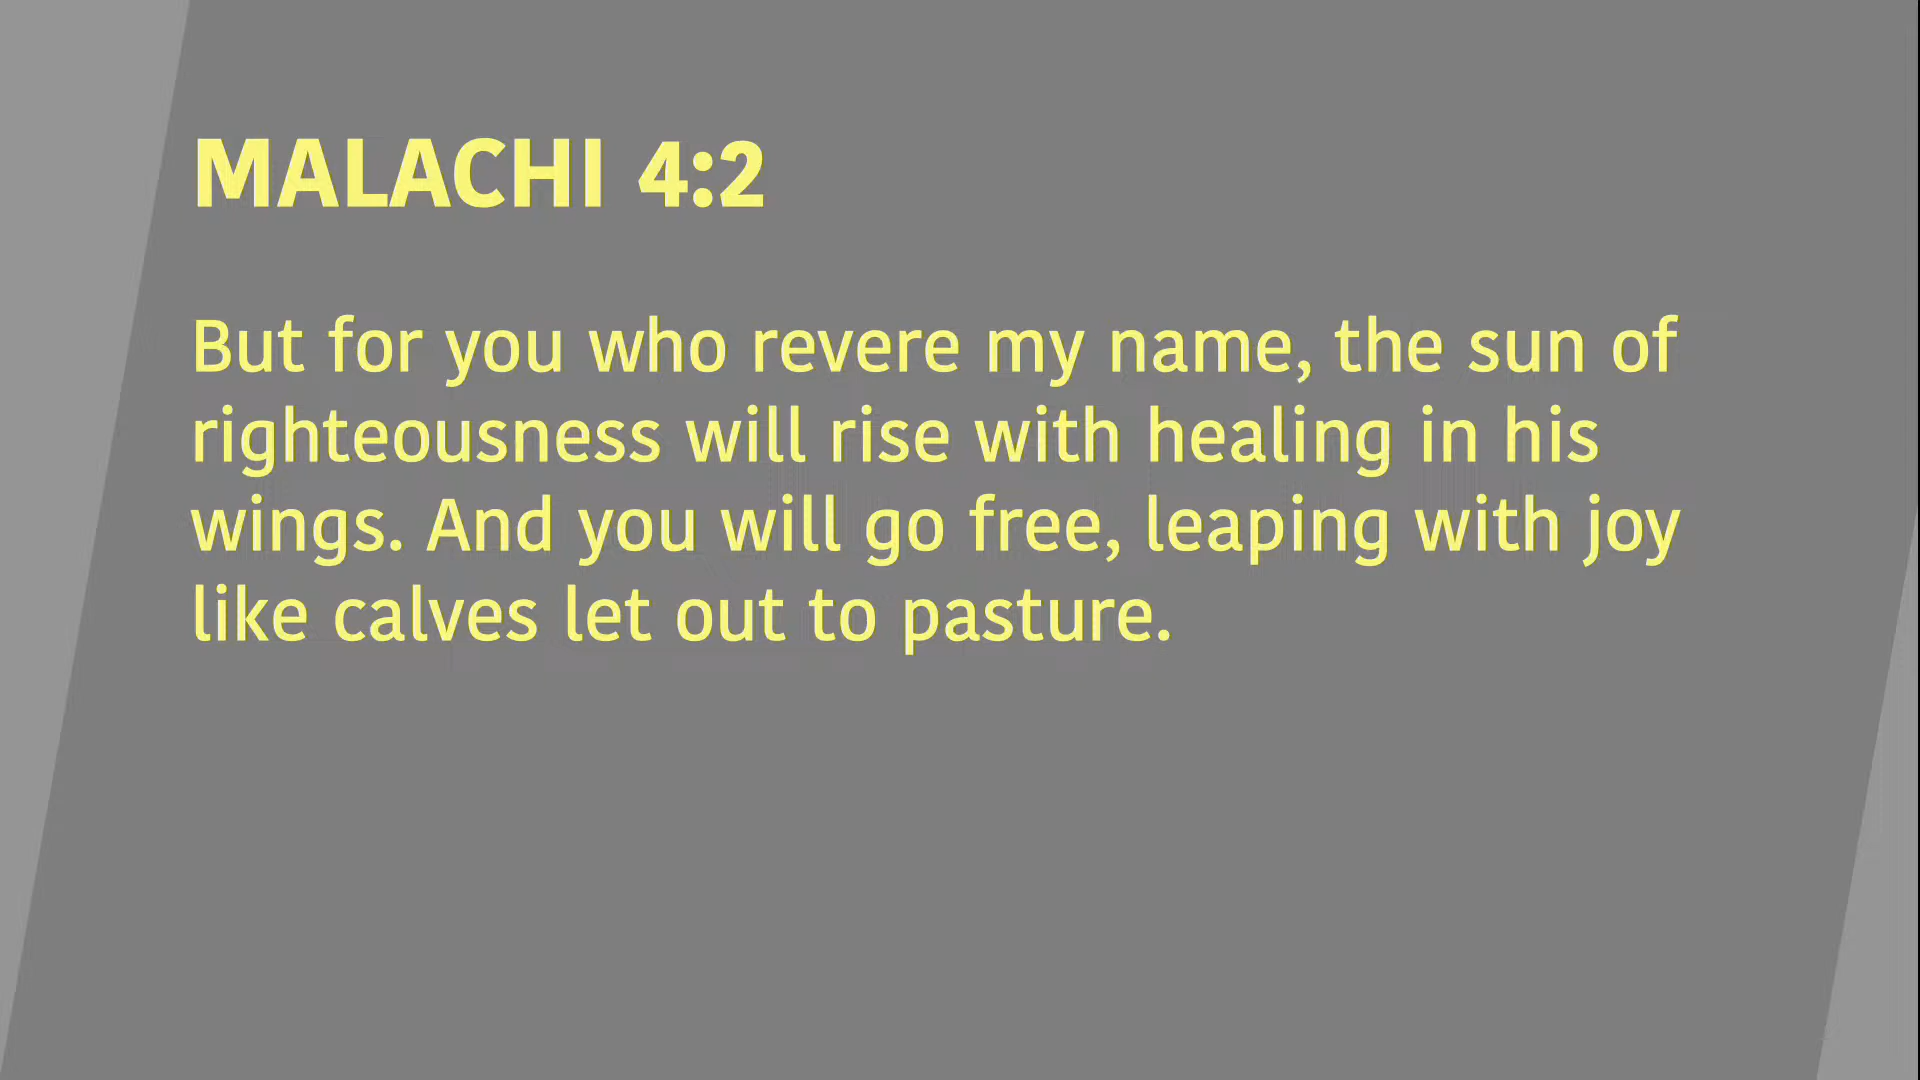 MALACHI 4:2
But for you who revere my name, the sun of
righteousness will rise with healing in his
wings. And you will go free, leaping with joy
like calves let out to pasture.